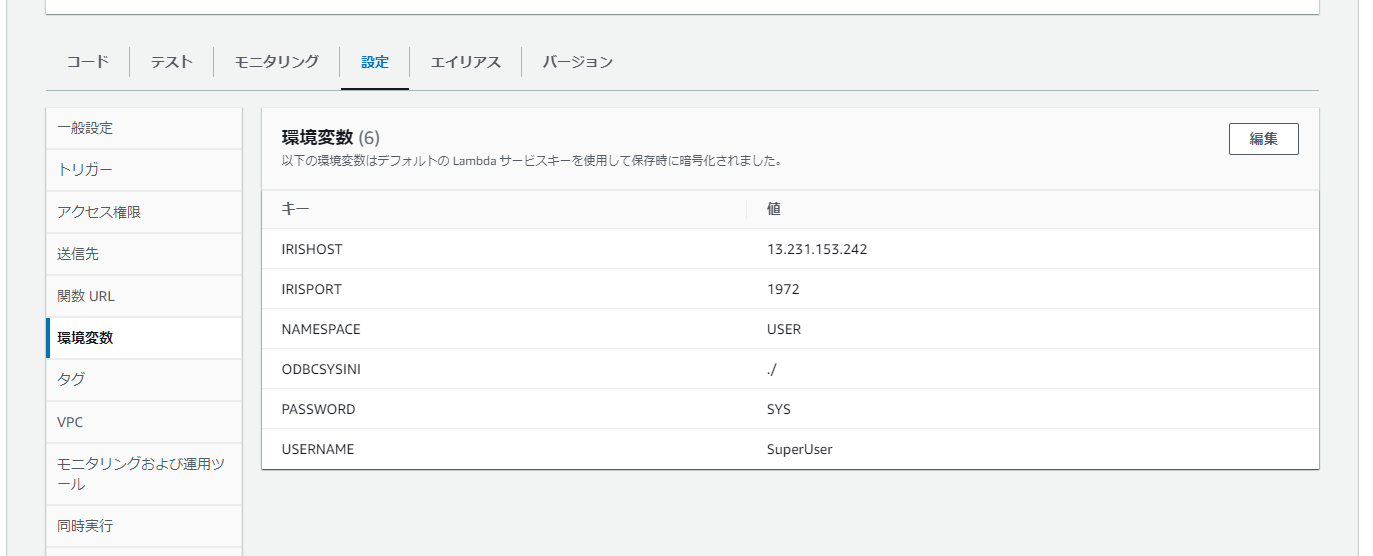 コード テスト モニタリング 設定 エイリアス バージョン
一般設定
トリガー
アクセス権限
送信先
関数 URL
環境変数
タグ
VPC
モニタリングおよび運用ツ
ール
同時実行
環境変数 (6)
編集
以下の環境変数はデフォルトの Lambda サービスキーを使用して保存時に暗号化されました。
キー 値
IRISHOST 13.231.153.242
IRISPORT 1972
NAMESPACE USER
ODBCSYSINI ./
PASSWORD SYS
USERNAME SuperUser